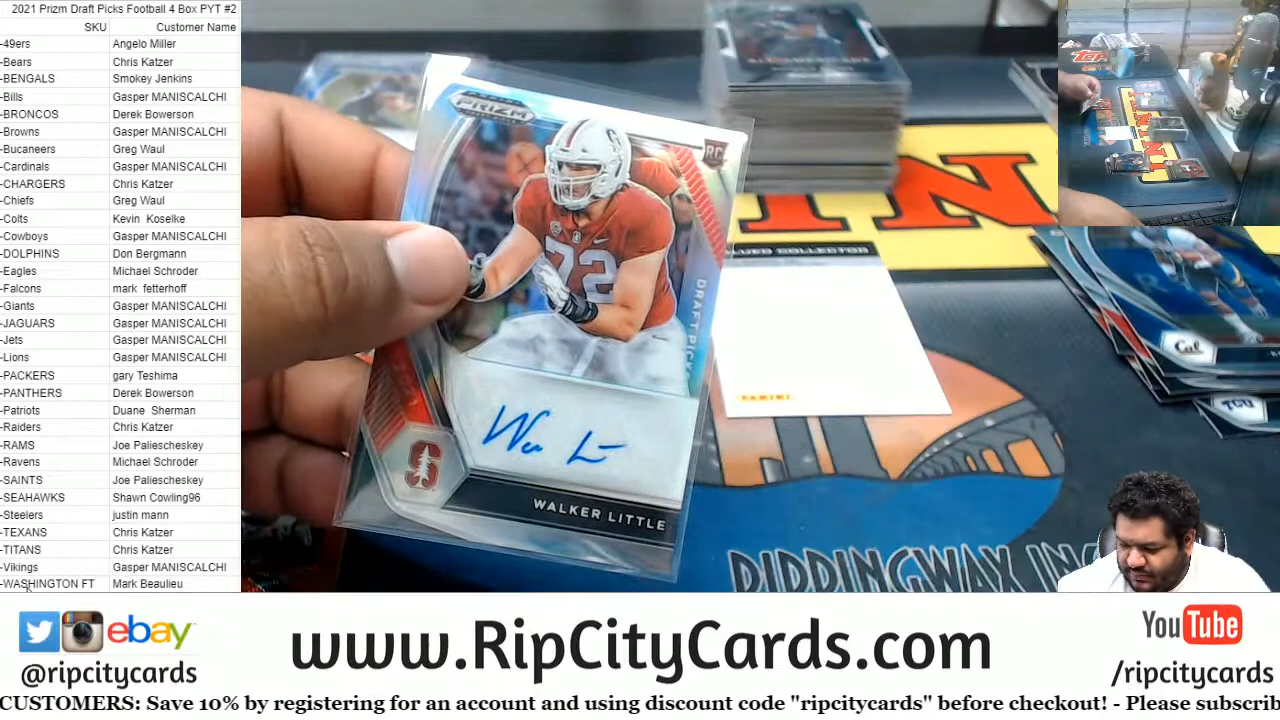 2021 Prizm Draft Picks Football 4 Box PYT #2
SKU Customer Name
-49ers Angelo Miller
-Bears Chris Katzer
-BENGALS Smokey Jenkins
-Bills Gasper MANISCALCHI
-BRONCOS Derek Bowerson
-Browns Gasper MANISCALCHI
-Bucaneers Greg Waul
-Cardinals Gasper MANISCALCHI
-CHARGERS Chris Katzer
-Chiefs Greg Waul
-Colts Kevin Koselke
-Cowboys Gasper MANISCALCHI
-DOLPHINS Don Bergmann
-Eagles Michael Schroder
-Falcons mark fetterhoff
-Giants Gasper MANISCALCHI
-JAGUARS Gasper MANISCALCHI
-Jets Gasper MANISCALCHI
-Lions Gasper MANISCALCHI
-PACKERS gary Teshima
-PANTHERS Derek Bowerson
-Patriots Duane Sherman
-Raiders Chris Katzer
-RAMS Joe Paliescheskey
-Ravens Michael Schroder
-SAINTS Joe Paliescheskey
-SEAHAWKS Shawn Cowling96
-Steelers justin mann
-TEXANS Chris Katzer
-TITANS Chris Katzer
-Vikings Gasper MANISCALCHI
-WASHINGTON FT Mark Beaulieu
PRIZM
RC
72
DRAFT PICK
S
WALKER LITTLE
COLLECTOR
PANINI
Cal
TCU
ebay
@ripcitycards
www.RipCityCards.com
YouTube
/ripcitycards
CUSTOMERS: Save 10% by registering for an account and using discount code "ripcitycards" before checkout! - Please subscrib